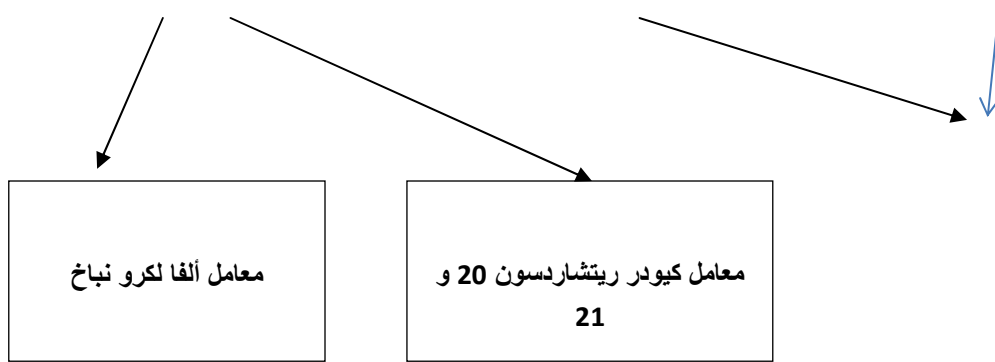 معامل كيودر ريتشاردسون 20 و
21
معامل ألفا لكرو نباخ